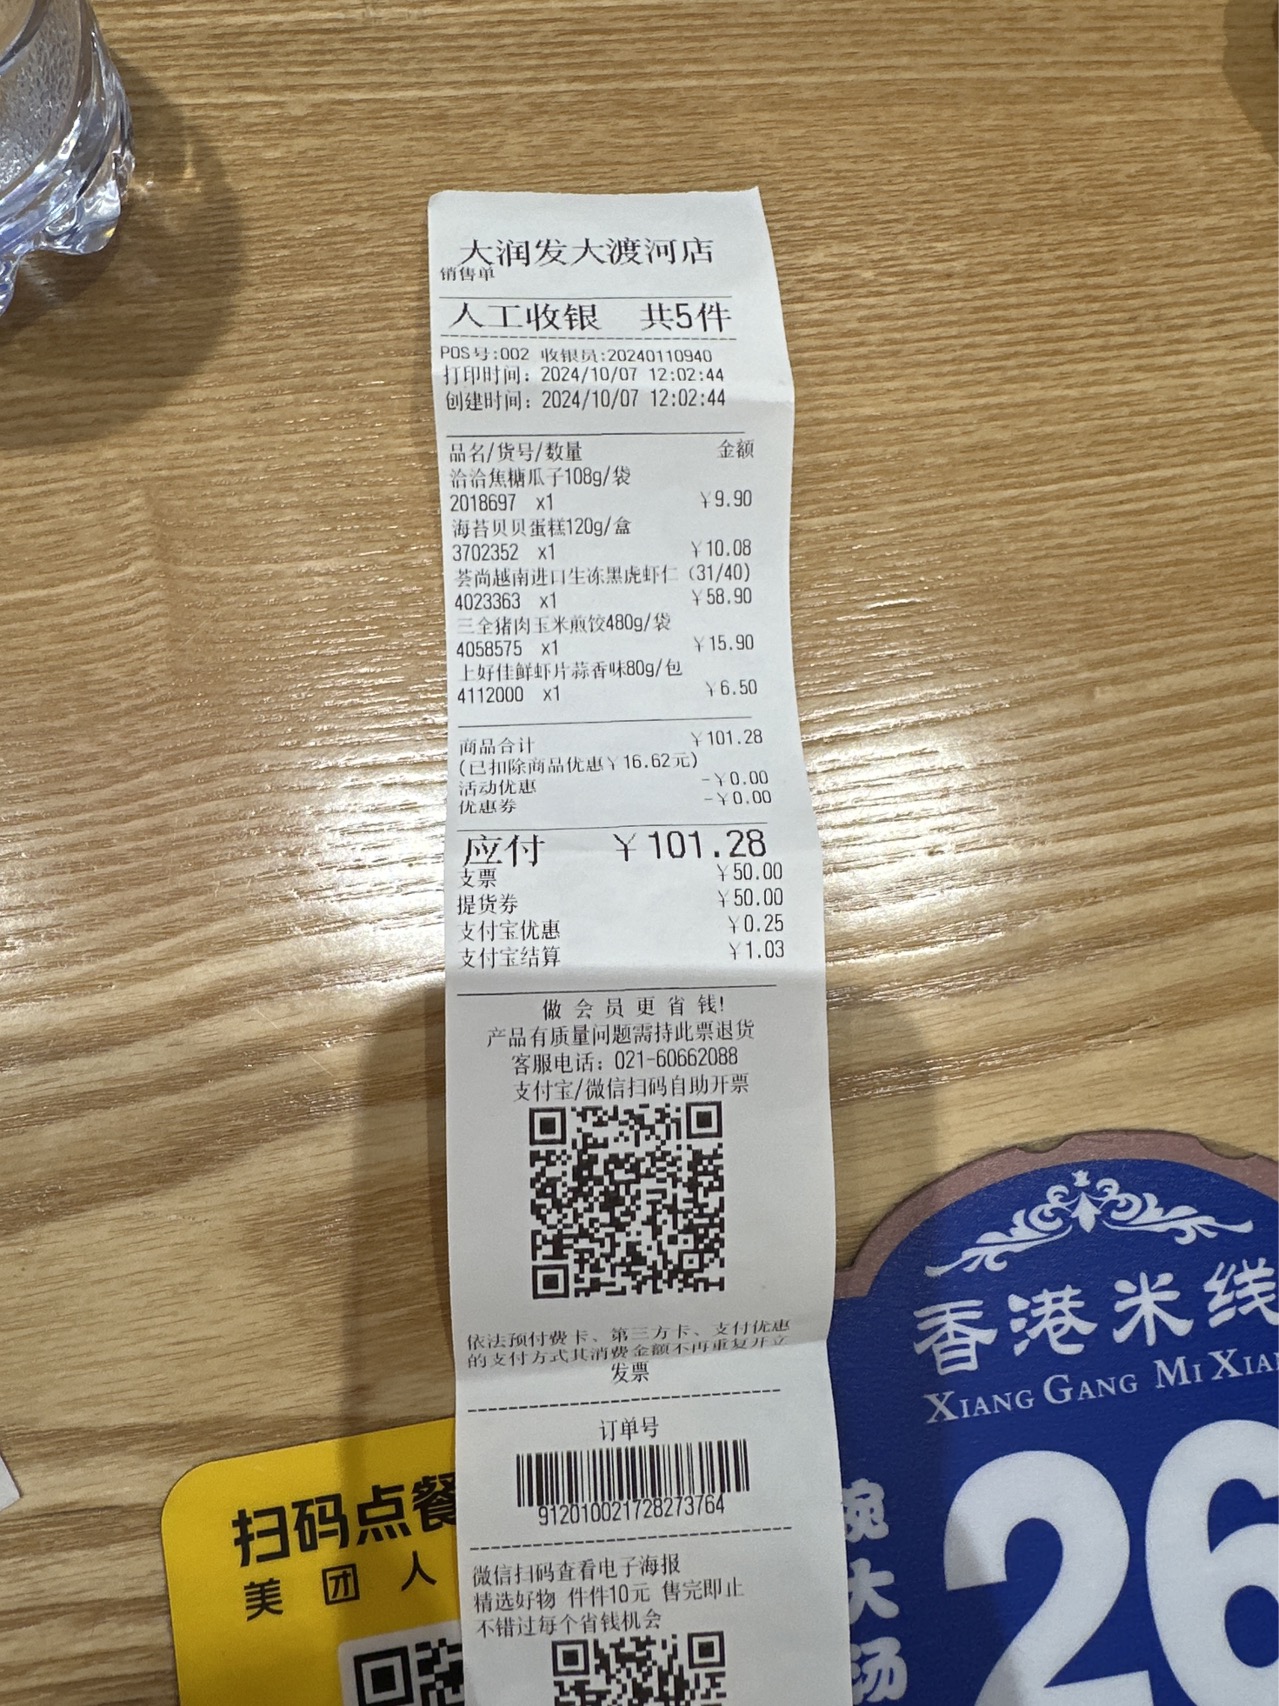 大润发大渡河店
销售单
人工收银 共5件
POS号:002 收银员:20240110940
打印时间: 2024/10/07 12:02:44
创建时间: 2024/10/07 12:02:44
品名/货号/数量 金额
洽洽焦糖瓜子108g/袋
2018697 x1 ¥9.90
海苔贝贝蛋糕120g/盒
3702352 x1 ¥10.08
荟尚越南进口生冻黑虎虾仁（31/40）
4023363 x1 ¥58.90
三全猪肉玉米煎饺480g/袋
4058575 x1 ¥15.90
上好佳鲜虾片蒜香味80g/包
4112000 x1 ¥6.50
商品合计 ¥101.28
(已扣除商品优惠¥16.62元)
活动优惠 -¥0.00
优惠券 -¥0.00
应付 ¥101.28
支票 ¥50.00
提货券 ¥50.00
支付宝优惠 ¥0.25
支付宝结算 ¥1.03
做会员更省钱!
产品有质量问题需持此票退货
客服电话: 021-60662088
支付宝/微信扫码自助开票
依法预付费卡、第三方卡、支付优惠
的支付方式其消费金额不再重复开立
发票
订单号
912010021728273764
微信扫码查看电子海报
精选好物 件件10元 售完即止
不错过每个省钱机会
扫码点餐
美团人
香港米线
XIANG GANG MI XIAN
26
碗大汤